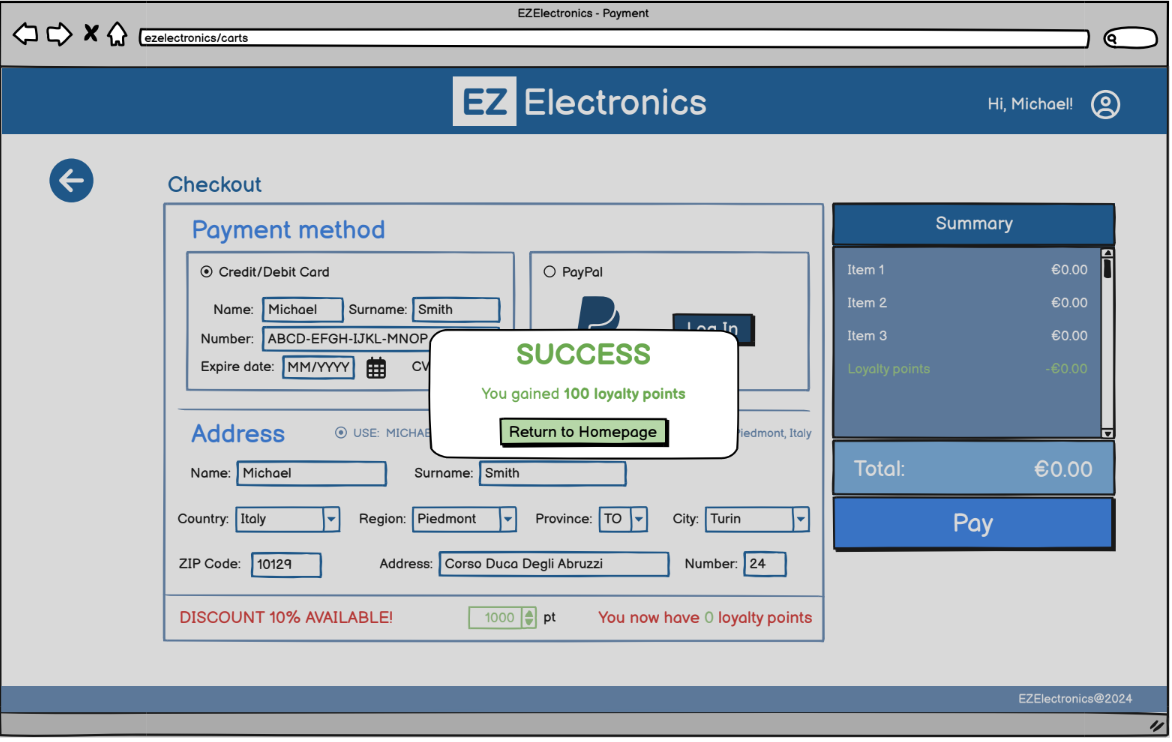 EZElectronics - Payment
ezelectronics/carts
EZ Electronics
Hi, Michael!
Checkout
Payment method
Credit/Debit Card
Name: Michael Surname: Smith
Number: ABCD-EFGH-IJKL-MNOP
Expire date: MM/YYYY CV
PayPal
Log In
SUCCESS
You gained 100 loyalty points
Return to Homepage
Address USE: MICHAE iedmont, Italy
Name: Michael Surname: Smith
Country: Italy Region: Piedmont Province: TO City: Turin
ZIP Code: 10129 Address: Corso Duca Degli Abruzzi Number: 24
DISCOUNT 10% AVAILABLE! 1000 pt You now have 0 loyalty points
Summary
Item 1 €0.00
Item 2 €0.00
Item 3 €0.00
Loyalty points -€0.00
Total: €0.00
Pay
EZElectronics@2024